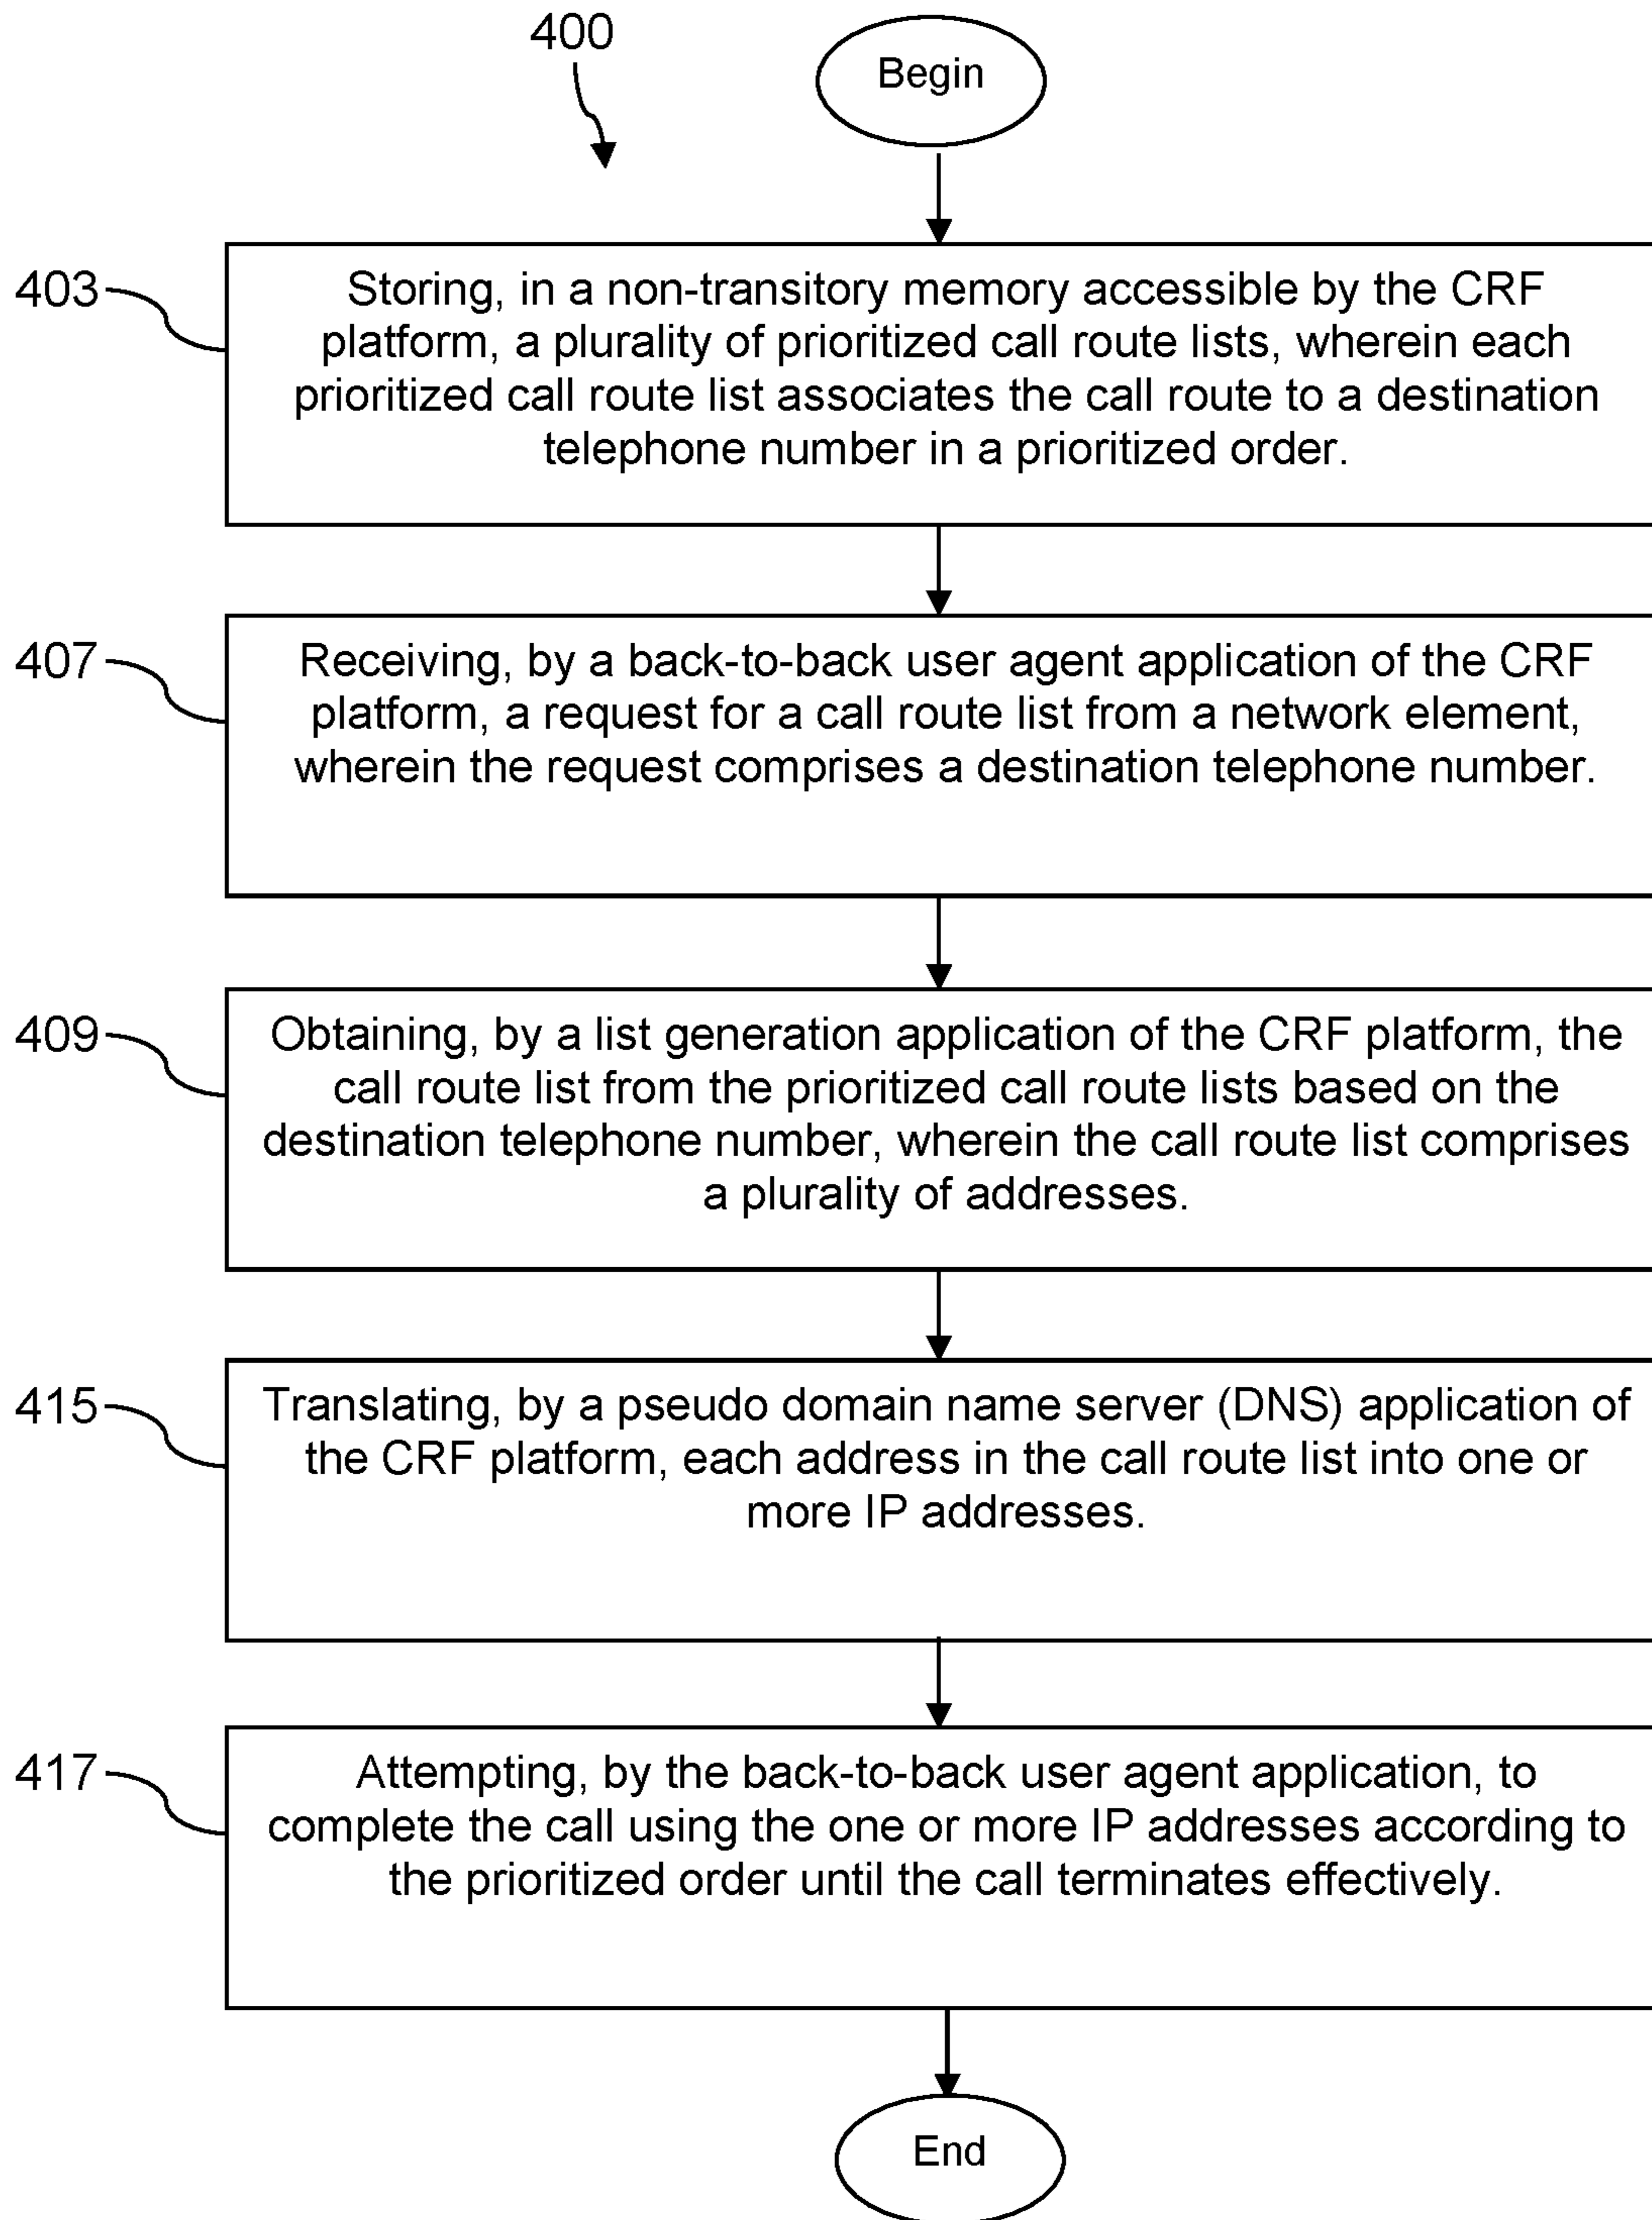 400
Begin
403
Storing, in a non-transitory memory accessible by the CRF
platform, a plurality of prioritized call route lists, wherein each
prioritized call route list associates the call route to a destination
telephone number in a prioritized order.
407
Receiving, by a back-to-back user agent application of the CRF
platform, a request for a call route list from a network element,
wherein the request comprises a destination telephone number.
409
Obtaining, by a list generation application of the CRF platform, the
call route list from the prioritized call route lists based on the
destination telephone number, wherein the call route list comprises
a plurality of addresses.
415
Translating, by a pseudo domain name server (DNS) application of
the CRF platform, each address in the call route list into one or
more IP addresses.
417
Attempting, by the back-to-back user agent application, to
complete the call using the one or more IP addresses according to
the prioritized order until the call terminates effectively.
End